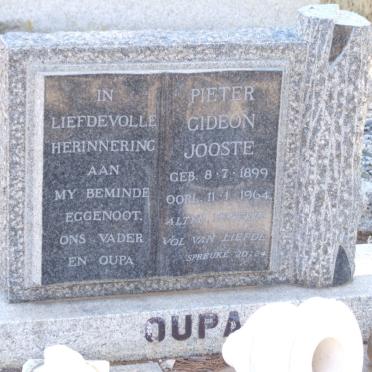 IN
LIEFDEVOLLE
HERINNERING
AAN
MY BEMINDE
EGGENOOT,
ONS VADER
EN OUPA
PIETER
GIDEON
JOOSTE
GEB. 8·7·1899
OORL. 11·1·1964
VOL VAN LIEFDE
SPREUKE 20:
OUPA